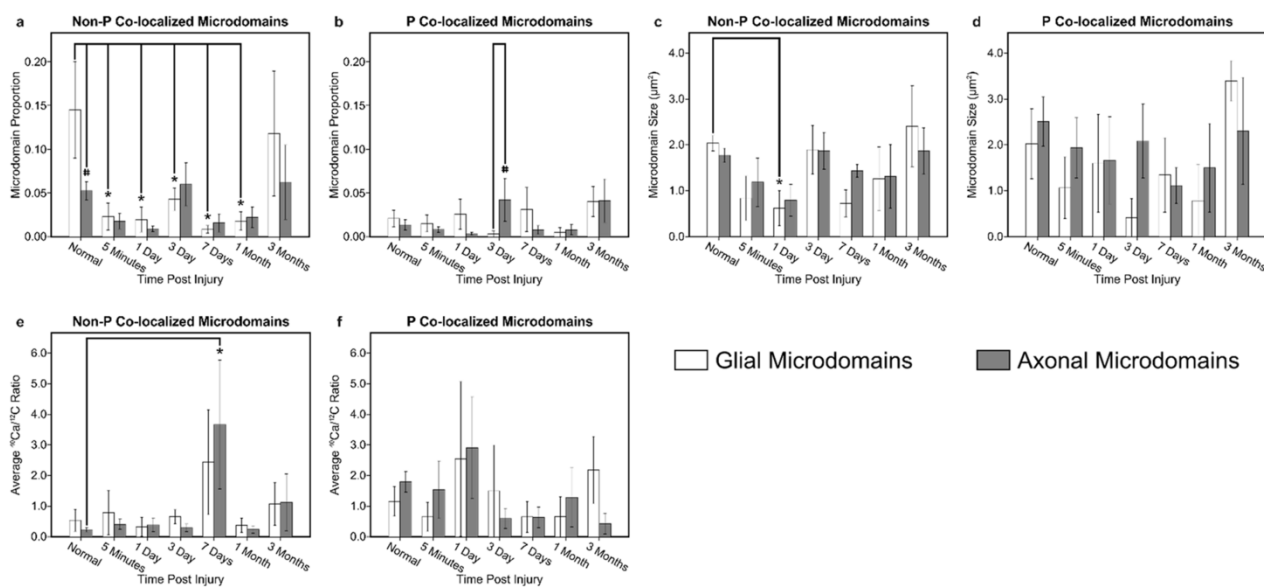 a Non-P Co-localized Microdomains
Microdomain Proportion
0.20
0.15
0.10
0.05
0.00
#
*
*
*
*
*
Normal
5 Minutes
1 Day
3 Day
7 Days
1 Month
3 Months
Time Post Injury
b P Co-localized Microdomains
Microdomain Proportion
0.20
0.15
0.10
0.05
0.00
#
Normal
5 Minutes
1 Day
3 Day
7 Days
1 Month
3 Months
Time Post Injury
c Non-P Co-localized Microdomains
Microdomain Size (µm²)
4.0
3.0
2.0
1.0
0.0
*
Normal
5 Minutes
1 Day
3 Day
7 Days
1 Month
3 Months
Time Post Injury
d P Co-localized Microdomains
Microdomain Size (µm²)
4.0
3.0
2.0
1.0
0.0
Normal
5 Minutes
1 Day
3 Day
7 Days
1 Month
3 Months
Time Post Injury
e Non-P Co-localized Microdomains
Average ⁴⁰Ca/¹²C Ratio
6.0
5.0
4.0
3.0
2.0
1.0
0.0
*
Normal
5 Minutes
1 Day
3 Day
7 Days
1 Month
3 Months
Time Post Injury
f P Co-localized Microdomains
Average ⁴⁰Ca/¹²C Ratio
6.0
5.0
4.0
3.0
2.0
1.0
0.0
Normal
5 Minutes
1 Day
3 Day
7 Days
1 Month
3 Months
Time Post Injury
Glial Microdomains
Axonal Microdomains